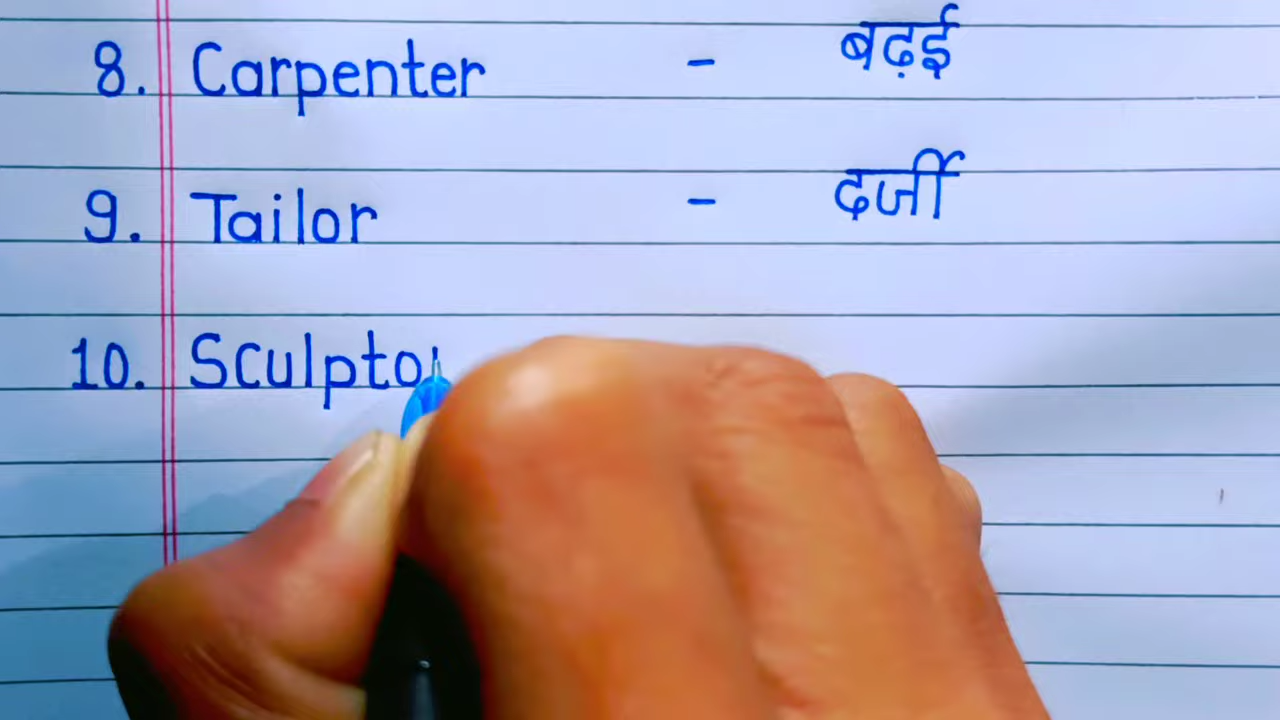 8. Carpenter - बढ़ई
9. Tailor - दर्जी
10. Sculpto